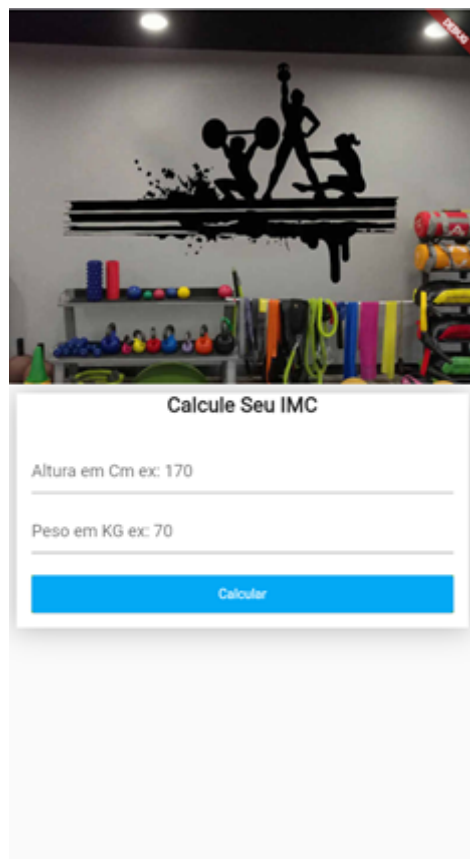 DEBUG
Calcule Seu IMC
Altura em Cm ex: 170
Peso em KG ex: 70
Calcular